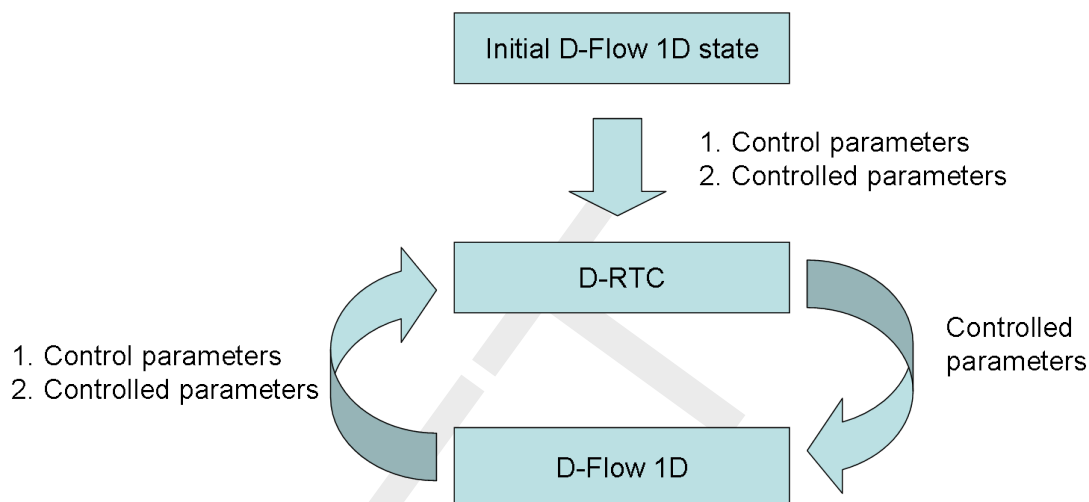 Initial D-Flow 1D state
1. Control parameters
2. Controlled parameters
D-RTC
1. Control parameters
2. Controlled parameters
Controlled
parameters
D-Flow 1D